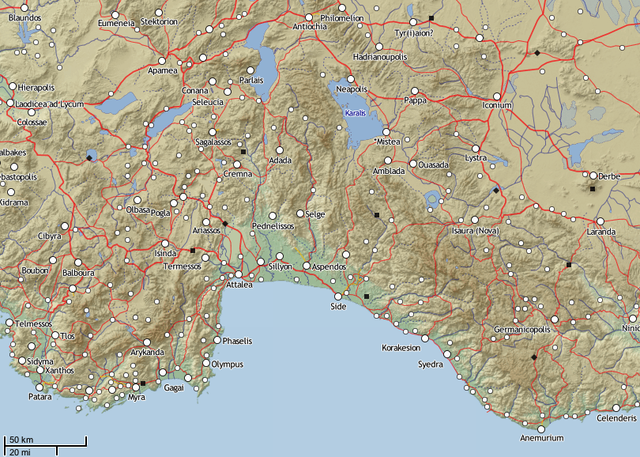 Blaundos
Eumeneia
Stektorion
Philomelion
Antiochia
Tyr(i)aion?
Hadrianoupolis
Apamea
Parlais
Hierapolis
Conana
Neapolis
Pappa
Iconium
Laodicea ad Lycum
Seleucia
Colossae
Karalis
Sagalassos
*Mistea
albakes
Adada
Lystra
ebastopolis
Cremna
Amblada
Ouasada
Derbe
Kidrama
Olbasa
Pogla
Selge
Cibyra
Ariassos
Pednelissos
Isaura (Nova)
Laranda
Isinda
Boubon
Balboura
Termessos
Sillyon
Aspendos
Attalea
Side
Telmessos
Tlos
Germanicopolis
Ninic
Phaselis
Arykanda
Korakesion
Sidyma
Xanthos
Olympus
Syedra
Patara
Myra
Gagai
Celenderis
Anemurium
50 km
20 mi